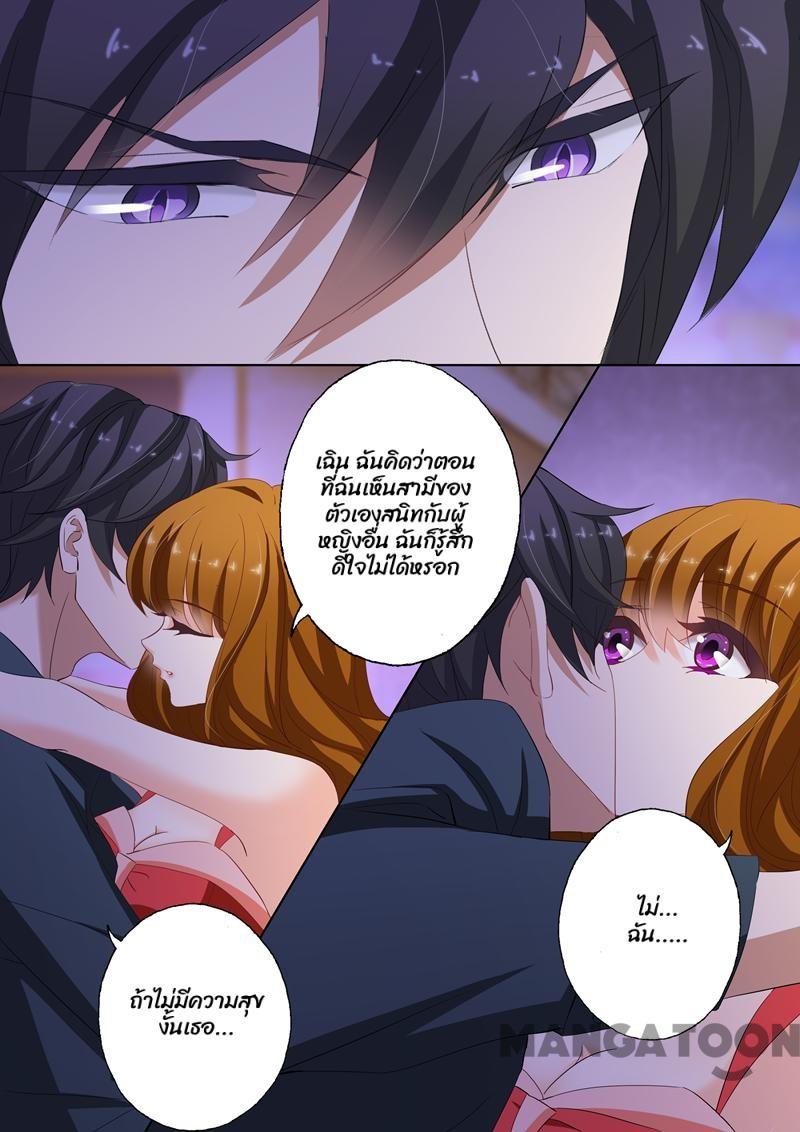 เฉิน ฉันคิดว่าตอน
ที่ฉันเห็นสามีของ
ตัวเองสนิทกับผู้
หญิงอื่น ฉันก็รู้สึก
ดีใจไม่ได้หรอก
ไม่...
ฉัน.....
ถ้าไม่มีความสุข
งั้นเธอ...
MANGATOON